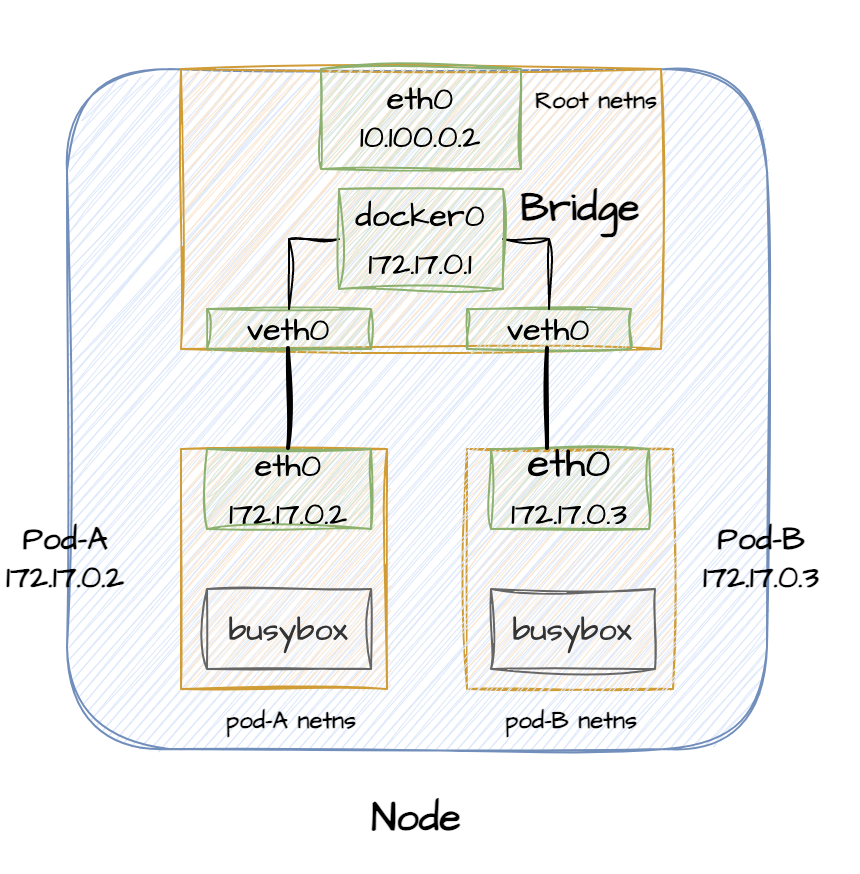 eth0
10.100.0.2
Root netns
docker0
172.17.0.1
Bridge
veth0
veth0
eth0
172.17.0.2
eth0
172.17.0.3
Pod-A
172.17.0.2
Pod-B
172.17.0.3
busybox
busybox
pod-A netns
pod-B netns
Node